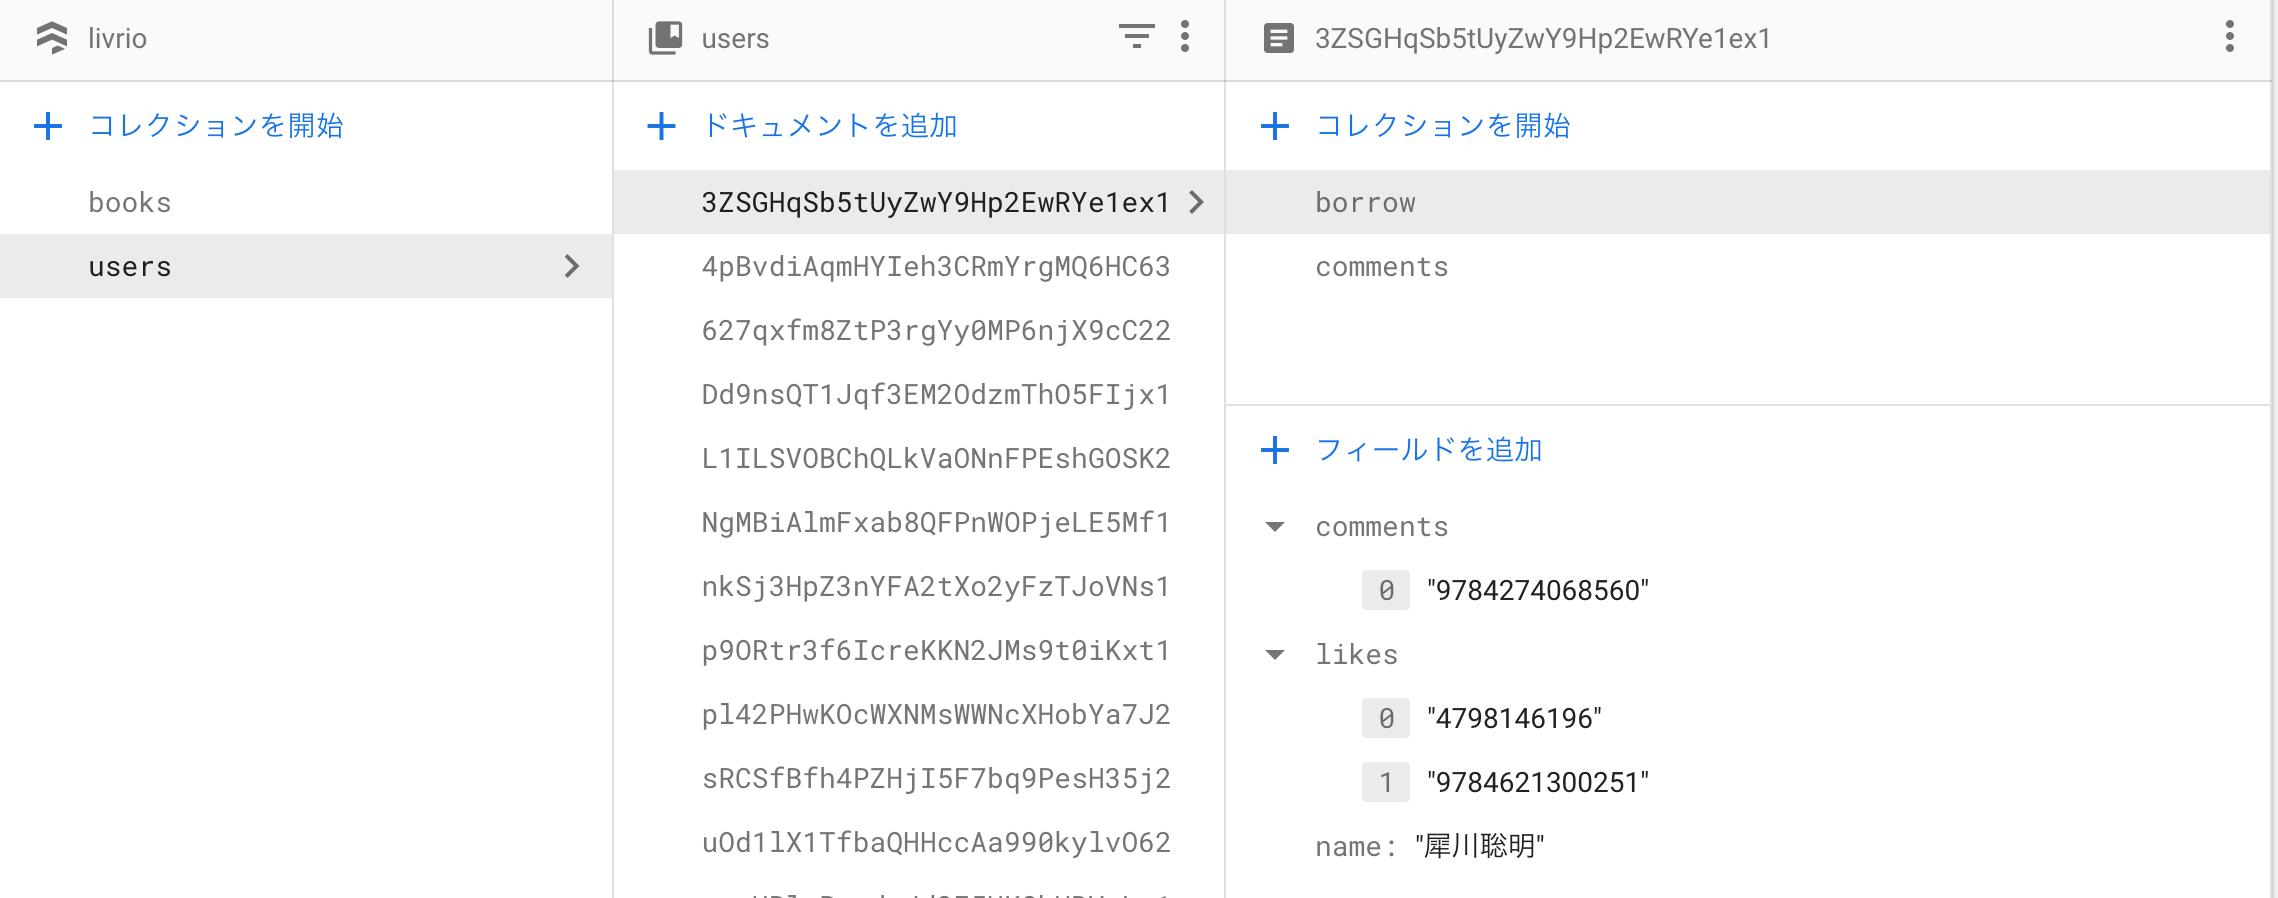 livrio
コレクションを開始
books
users
users
ドキュメントを追加
3ZSGHqSb5tUyZwY9Hp2EwRYe1ex1
4pBvdiAqmHYIeh3CRmYrgMQ6HC63
627qxfm8ZtP3rgYy0MP6njX9cC22
Dd9nsQT1Jqf3EM2OdzmThO5FIjx1
L1ILSVOBChQLkVaONnFPEshGOSK2
NgMBiAlmFxab8QFPnWOPjeLE5Mf1
nkSj3HpZ3nYFA2tXo2yFzTJoVNs1
p9ORtr3f6IcreKKN2JMs9t0iKxt1
pl42PHwKOcWXNMsWWNcXHobYa7J2
sRCSfBfh4PZHjI5F7bq9PesH35j2
uOd1lX1TfbaQHHccAa990kylvO62
3ZSGHqSb5tUyZwY9Hp2EwRYe1ex1
コレクションを開始
borrow
comments
フィールドを追加
comments
0 "9784274068560"
likes
0 "4798146196"
1 "9784621300251"
name: "犀川聡明"